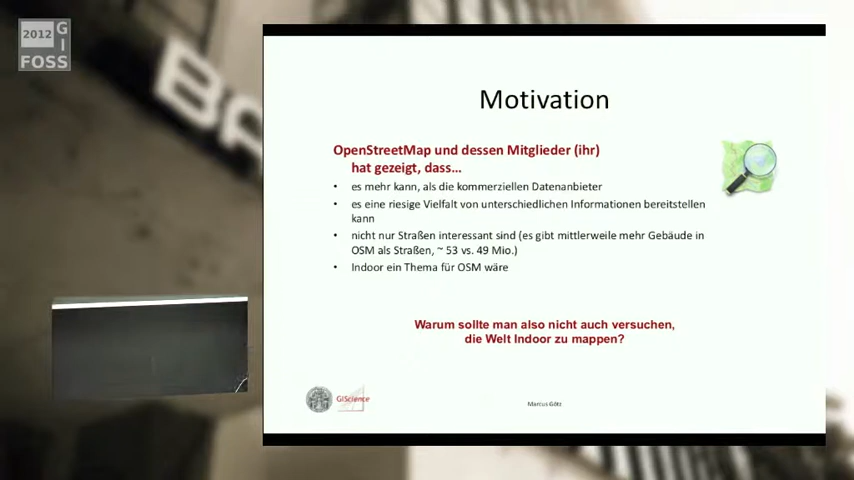 2012 G
I
FOSS
BA
Motivation
OpenStreetMap und dessen Mitglieder (ihr)
hat gezeigt, dass…
• es mehr kann, als die kommerziellen Datenanbieter
• es eine riesige Vielfalt von unterschiedlichen Informationen bereitstellen
kann
• nicht nur Straßen interessant sind (es gibt mittlerweile mehr Gebäude in
OSM als Straßen, ~ 53 vs. 49 Mio.)
• Indoor ein Thema für OSM wäre
Warum sollte man also nicht auch versuchen,
die Welt Indoor zu mappen?
GIScience
Marcus Götz